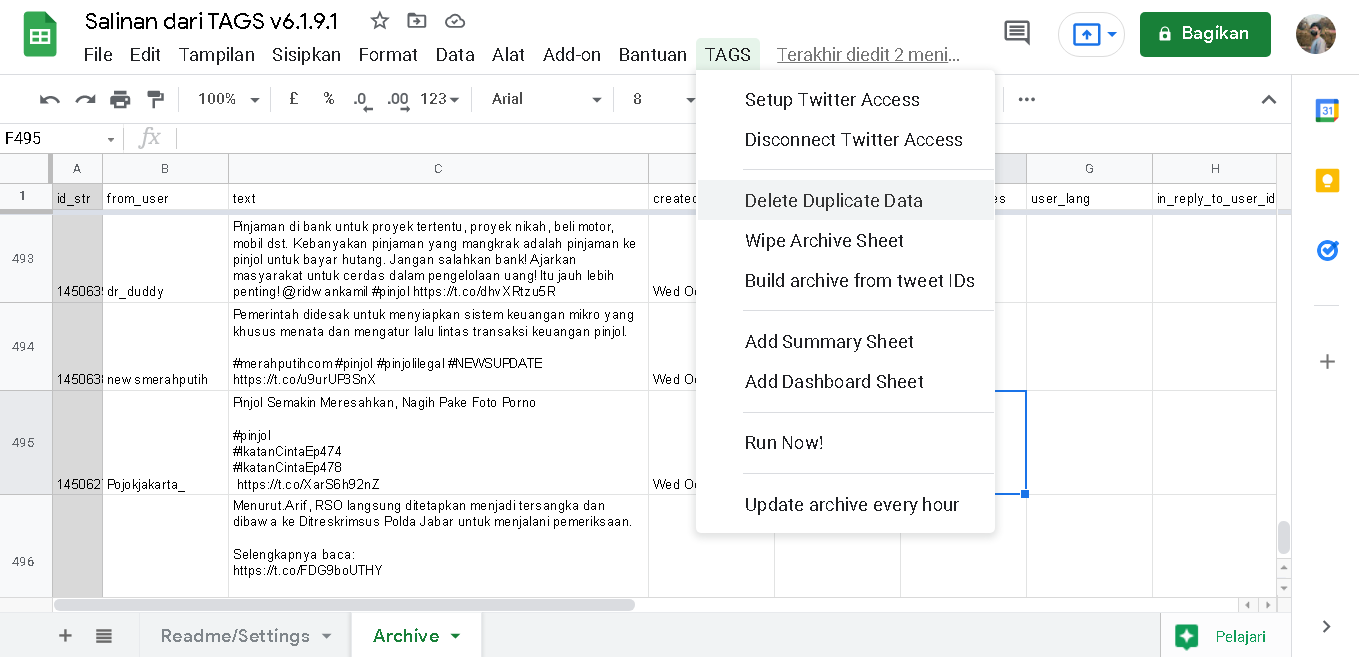 Salinan dari TAGS v6.1.9.1
File Edit Tampilan Sisipkan Format Data Alat Add-on Bantuan TAGS Terakhir diedit 2 meni...
Bagikan
100% £ % .0 .00 123 Arial 8
31
F495 fx
A B C G H
1 id_str from_user text created es user_lang in_reply_to_user_id
Setup Twitter Access
Disconnect Twitter Access
Delete Duplicate Data
Wipe Archive Sheet
Build archive from tweet IDs
Add Summary Sheet
Add Dashboard Sheet
Run Now!
Update archive every hour
Pinjaman di bank untuk proyek tertentu, proyek nikah, beli motor,
mobil dst. Kebanyakan pinjaman yang mangkrak adalah pinjaman ke
pinjol untuk bayar hutang. Jangan salahkan bank! Ajarkan
masyarakat untuk cerdas dalam pengelolaan uang! Itu jauh lebih
493 145063 dr_duddy penting! @ridwankamil #pinjol https://t.co/dhvXRtzu5R Wed Oc
Pemerintah didesak untuk menyiapkan sistem keuangan mikro yang
khusus menata dan mengatur lalu lintas transaksi keuangan pinjol.
#merahputihcom #pinjol #pinjolilegal #NEWSUPDATE
494 145063 newsmerahputih https://t.co/u9urUP3SnX Wed Oc
Pinjol Semakin Meresahkan, Nagih Pake Foto Porno
#pinjol
#IkatanCintaEp474
#IkatanCintaEp478
495 145062 Pojokjakarta_ https://t.co/XarS6h92nZ Wed Oc
Menurut.Arif, RSO langsung ditetapkan menjadi tersangka dan
dibawa ke Ditreskrimsus Polda Jabar untuk menjalani pemeriksaan.
496
Selengkapnya baca:
https://t.co/FDG9boUTHY
Readme/Settings Archive Pelajari